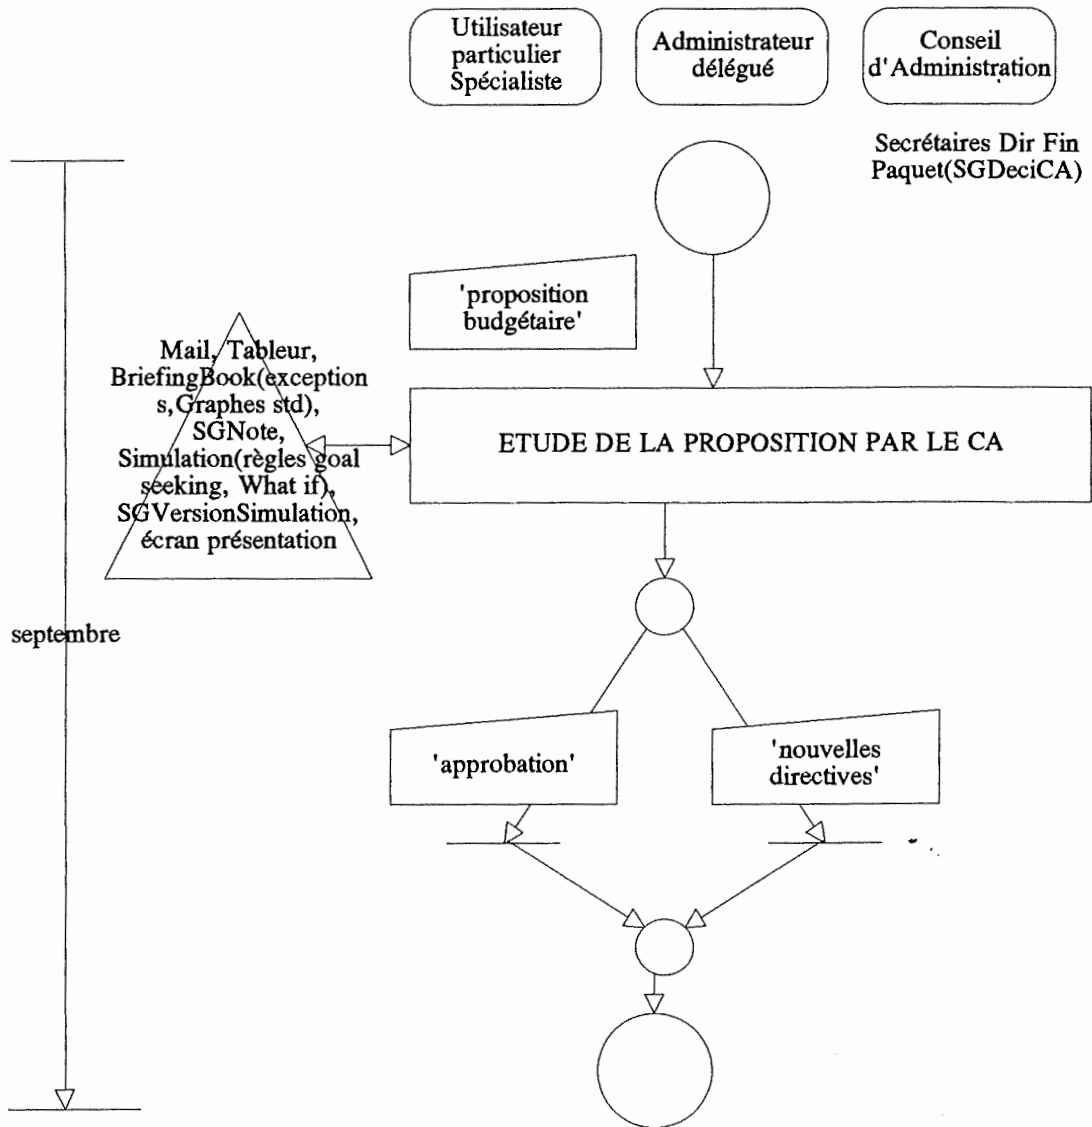 Utilisateur
particulier
Spécialiste
Administrateur
délégué
Conseil
d'Administration
Secrétaires Dir Fin
Paquet(SGDeciCA)
'proposition
budgétaire'
Mail, Tableur,
BriefingBook(exception
s,Graphes std),
SGNote,
Simulation(règles goal
seeking, What if),
SGVersionSimulation,
écran présentation
ETUDE DE LA PROPOSITION PAR LE CA
septembre
'approbation'
'nouvelles
directives'